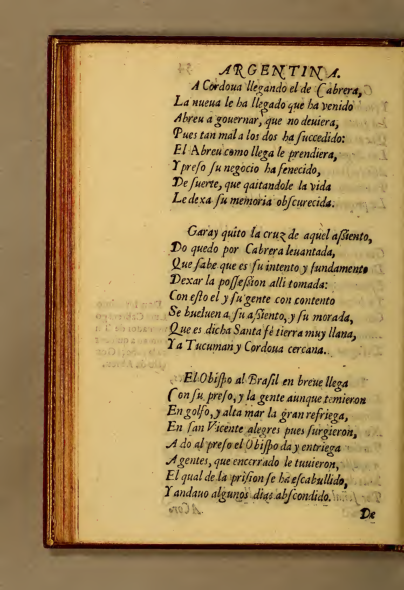 ARGENTINA.
A Cordoua llegando el de Cabrera,
La nueua le ha llegado que ha venido
Abreu a gouernar, que no deuiera,
Pues tan mal a los dos ha succedido:
El Abreu como llega le prendiera,
Y preso su negocio ha fenecido,
De suerte, que quitandole la vida
Le dexa su memoria obscurecida.
Garay quito la cruz de aquel assiento,
Do quedo por Cabrera leuantada,
Que sabe que es su intento y fundamento
Dexar la possession alli tomada:
Con esto el y su gente con contento
Se bueluen a su assiento, y su morada,
Que es dicha Santa fè tierra muy llana,
Y a Tucuman y Cordoua cercana.
El Obispo al Brasil en breue llega
Con su preso, y la gente aunque temieron
En golfo, y alta mar la gran refriega,
En san Vicente alegres pues surgieron,
A do al preso el Obispo da y entriega
A gentes, que encerrado le tuuieron,
El qual de la prision se ha escabullido,
Y andauo algunos dias abscondido.
De